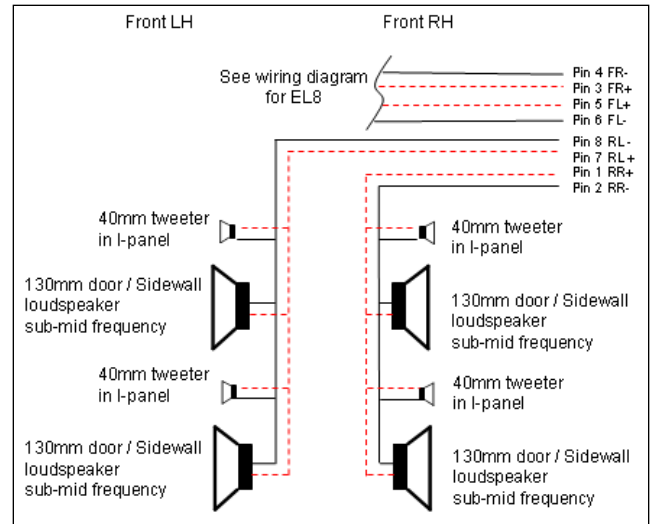 Front LH
Front RH
See wiring diagram
for EL8
Pin 4 FR-
Pin 3 FR+
Pin 5 FL+
Pin 6 FL-
Pin 8 RL-
Pin 7 RL+
Pin 1 RR+
Pin 2 RR-
40mm tweeter
in I-panel
130mm door / Sidewall
loudspeaker
sub-mid frequency
40mm tweeter
in I-panel
130mm door / Sidewall
loudspeaker
sub-mid frequency
40mm tweeter
in I-panel
130mm door / Sidewall
loudspeaker
sub-mid frequency
40mm tweeter
in I-panel
130mm door / Sidewall
loudspeaker
sub-mid frequency